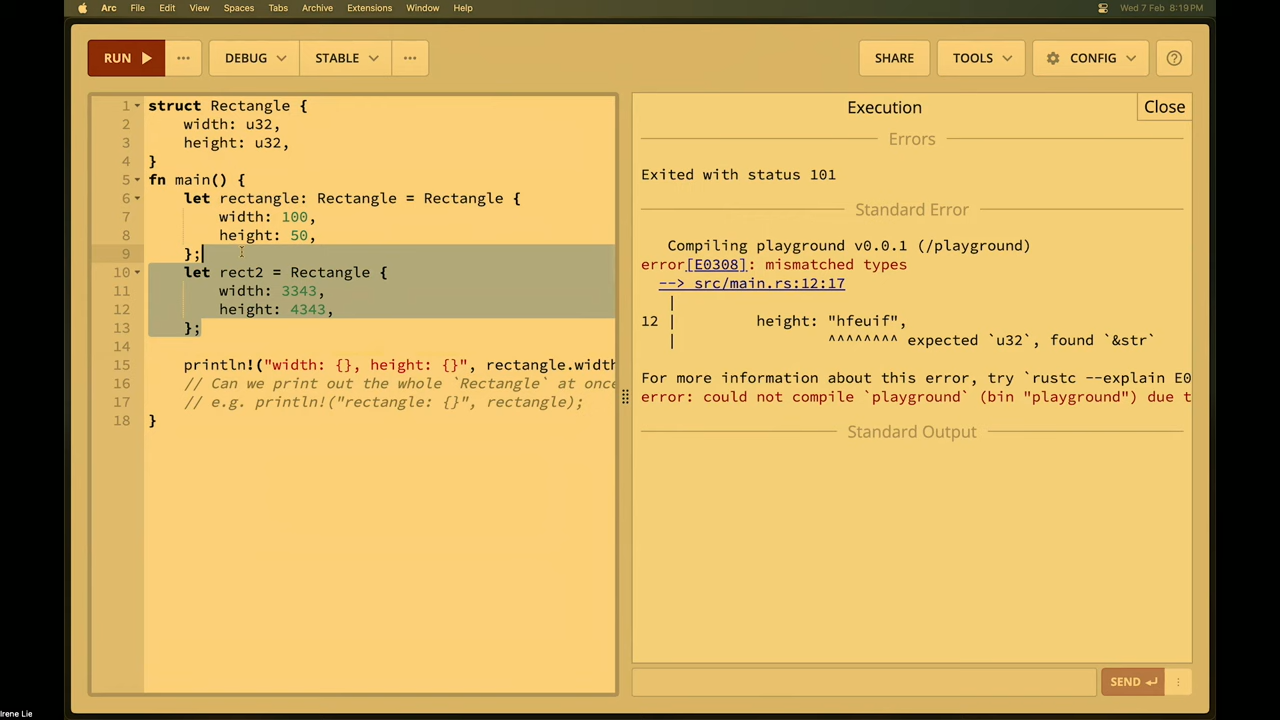 Arc File Edit View Spaces Tabs Archive Extensions Window Help Wed 7 Feb 8:19 PM
RUN ··· DEBUG STABLE ··· SHARE TOOLS CONFIG ?
1 struct Rectangle {
2 width: u32,
3 height: u32,
4 }
5 fn main() {
6 let rectangle: Rectangle = Rectangle {
7 width: 100,
8 height: 50,
9 };
10 let rect2 = Rectangle {
11 width: 3343,
12 height: 4343,
13 };
14
15 println!("width: {}, height: {}", rectangle.width
16 // Can we print out the whole `Rectangle` at once
17 // e.g. println!("rectangle: {}", rectangle);
18 }
Execution Close
Errors
Exited with status 101
Standard Error
Compiling playground v0.0.1 (/playground)
error[E0308]: mismatched types
--> src/main.rs:12:17
|
12 | height: "hfeuif",
| ^^^^^^^^ expected `u32`, found `&str`
For more information about this error, try `rustc --explain E0
error: could not compile `playground` (bin "playground") due t
Standard Output
SEND
Irene Lie